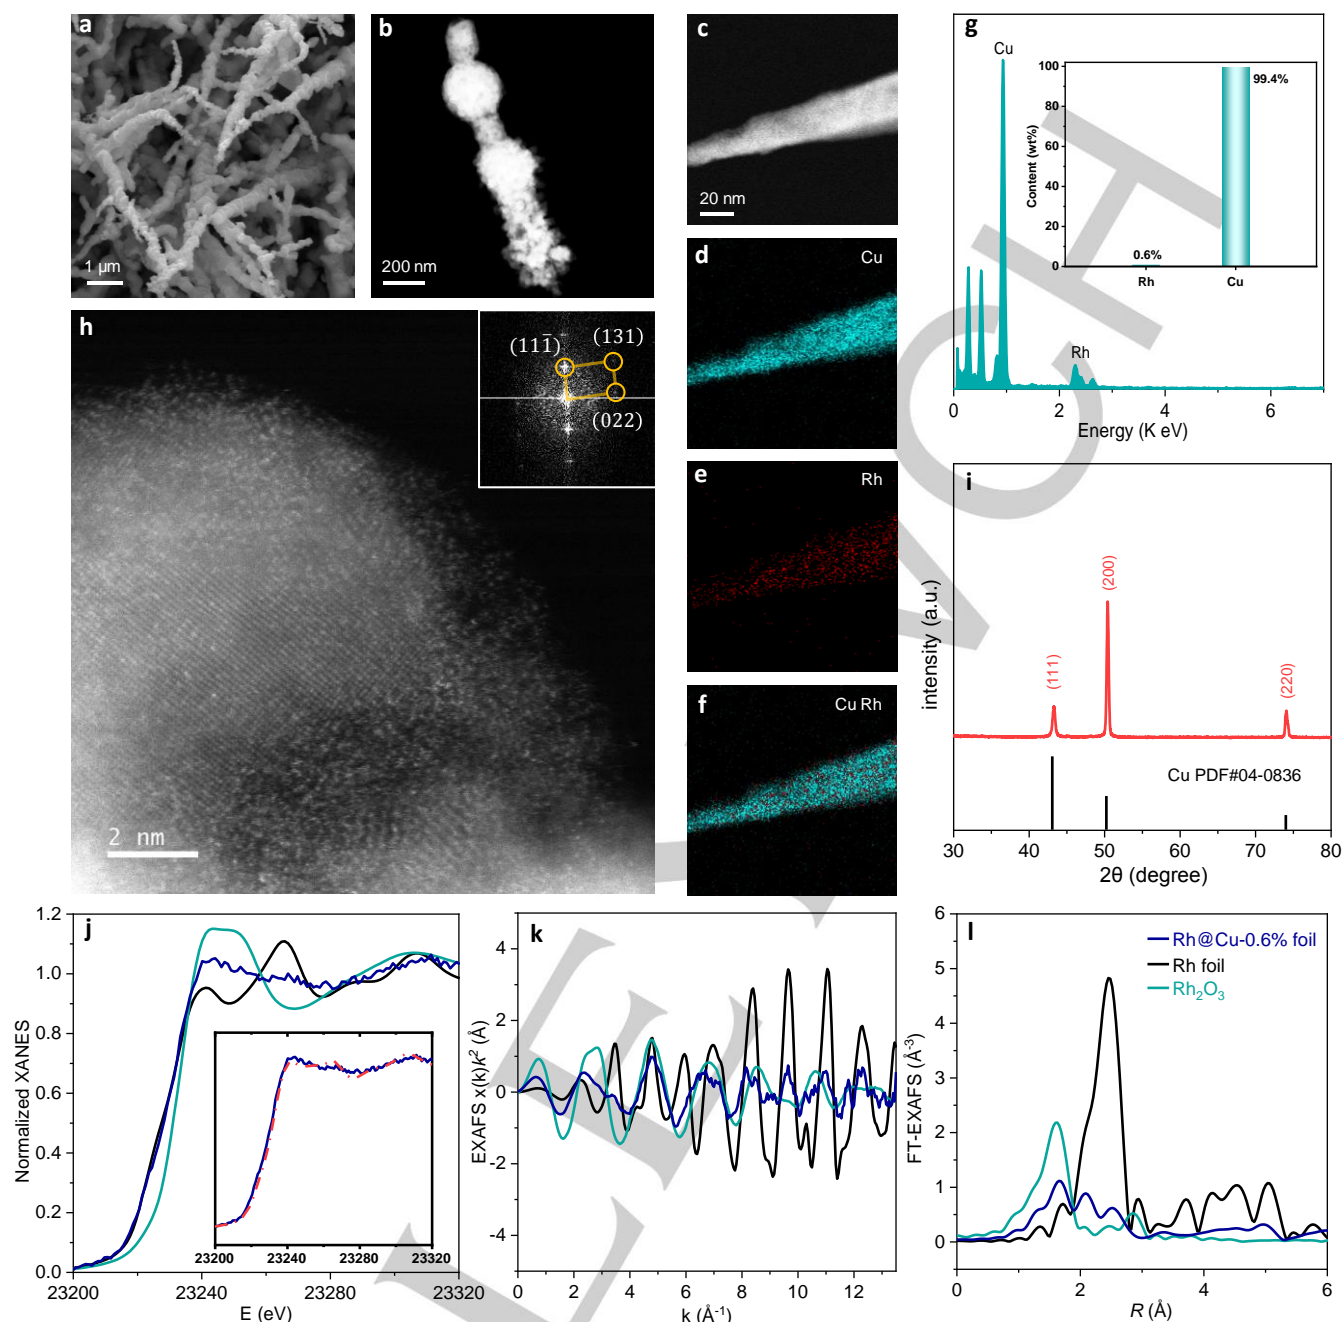 a
1 µm
b
200 nm
c
20 nm
d
Cu
e
Rh
f
Cu Rh
g
Cu
Rh
Content (wt%)
100
80
60
40
20
0
0.6%
99.4%
Rh
Cu
0
2
4
6
Energy (K eV)
h
(111̄)
(131)
(022)
2 nm
i
intensity (a.u.)
(111)
(200)
(220)
Cu PDF#04-0836
30
40
50
60
70
80
2θ (degree)
j
Normalized XANES
1.2
1.0
0.8
0.6
0.4
0.2
0.0
23200
23240
23280
23320
23200
23240
23280
23320
E (eV)
k
EXAFS x(k)k² (Å)
4
2
0
-2
-4
0
2
4
6
8
10
12
k (Å⁻¹)
l
Rh@Cu-0.6% foil
Rh foil
Rh₂O₃
FT-EXAFS (Å⁻³)
6
5
4
3
2
1
0
0
2
4
6
R (Å)